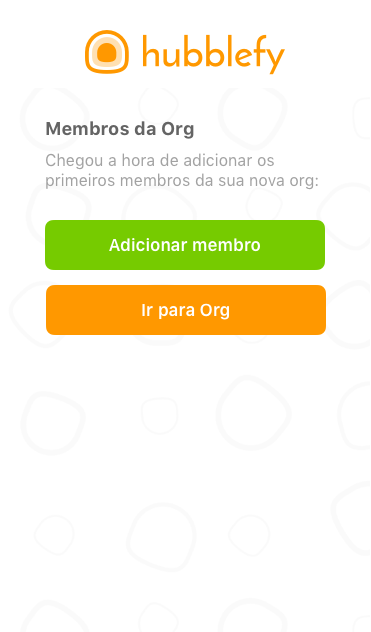 hubblefy
Membros da Org
Chegou a hora de adicionar os
primeiros membros da sua nova org:
Adicionar membro
Ir para Org